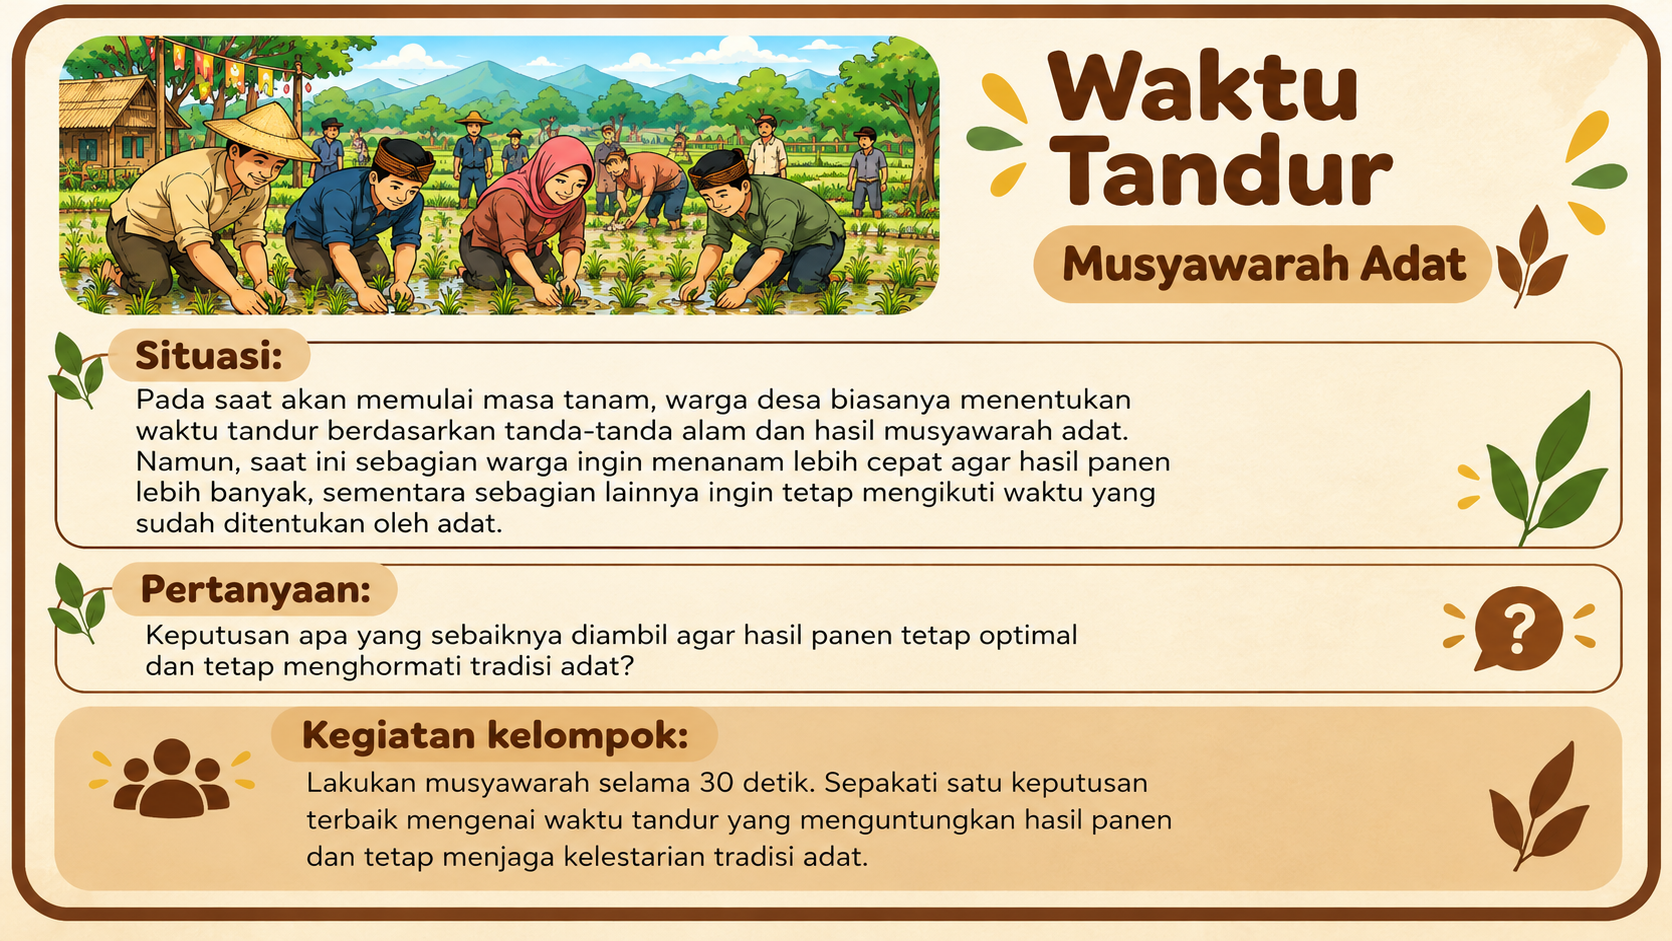 Waktu
Tandur
Musyawarah Adat
Situasi:
Pada saat akan memulai masa tanam, warga desa biasanya menentukan
waktu tandur berdasarkan tanda-tanda alam dan hasil musyawarah adat.
Namun, saat ini sebagian warga ingin menanam lebih cepat agar hasil panen
lebih banyak, sementara sebagian lainnya ingin tetap mengikuti waktu yang
sudah ditentukan oleh adat.
Pertanyaan:
Keputusan apa yang sebaiknya diambil agar hasil panen tetap optimal
dan tetap menghormati tradisi adat?
?
Kegiatan kelompok:
Lakukan musyawarah selama 30 detik. Sepakati satu keputusan
terbaik mengenai waktu tandur yang menguntungkan hasil panen
dan tetap menjaga kelestarian tradisi adat.